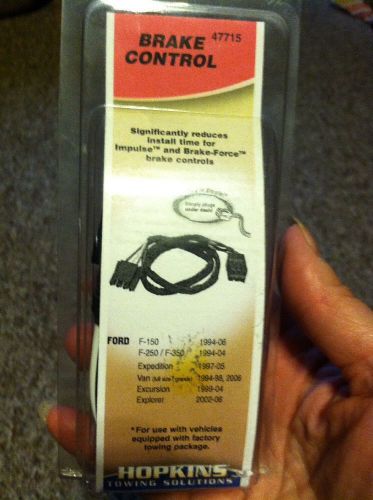 BRAKE 47715
CONTROL
Significantly reduces
install time for
Impulse™ and Brake-Force™
brake controls
Simply plugs
under dash!
FORD F-150 1994-06
F-250 / F-350 1994-04
Expedition 1997-05
Van 1994-98, 2006
Excursion 1999-04
Explorer 2002-06
*For use with vehicles
equipped with factory
towing package.
HOPKINS
TOWING SOLUTIONS